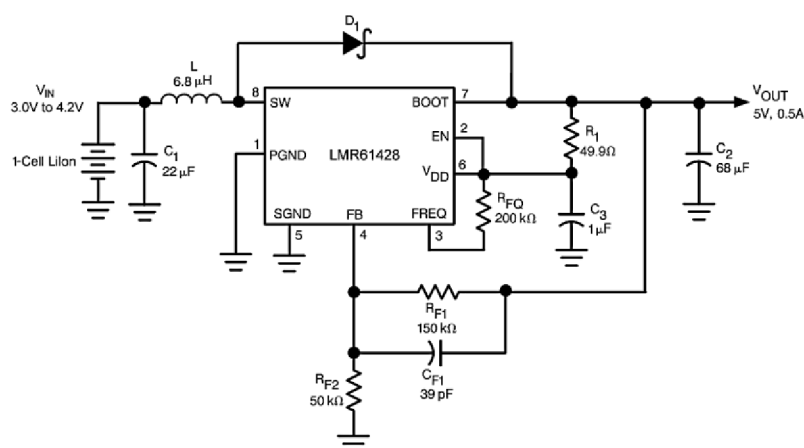 D1
L
6.8 μH
VIN
3.0V to 4.2V
8
SW
BOOT
7
VOUT
5V, 0.5A
1-Cell LiIon
C1
22 μF
1
PGND
LMR61428
EN
2
VDD
6
R1
49.9Ω
C2
68 μF
RFQ
200 kΩ
C3
1μF
SGND
FB
FREQ
5
4
3
RF1
150 kΩ
CF1
39 pF
RF2
50 kΩ